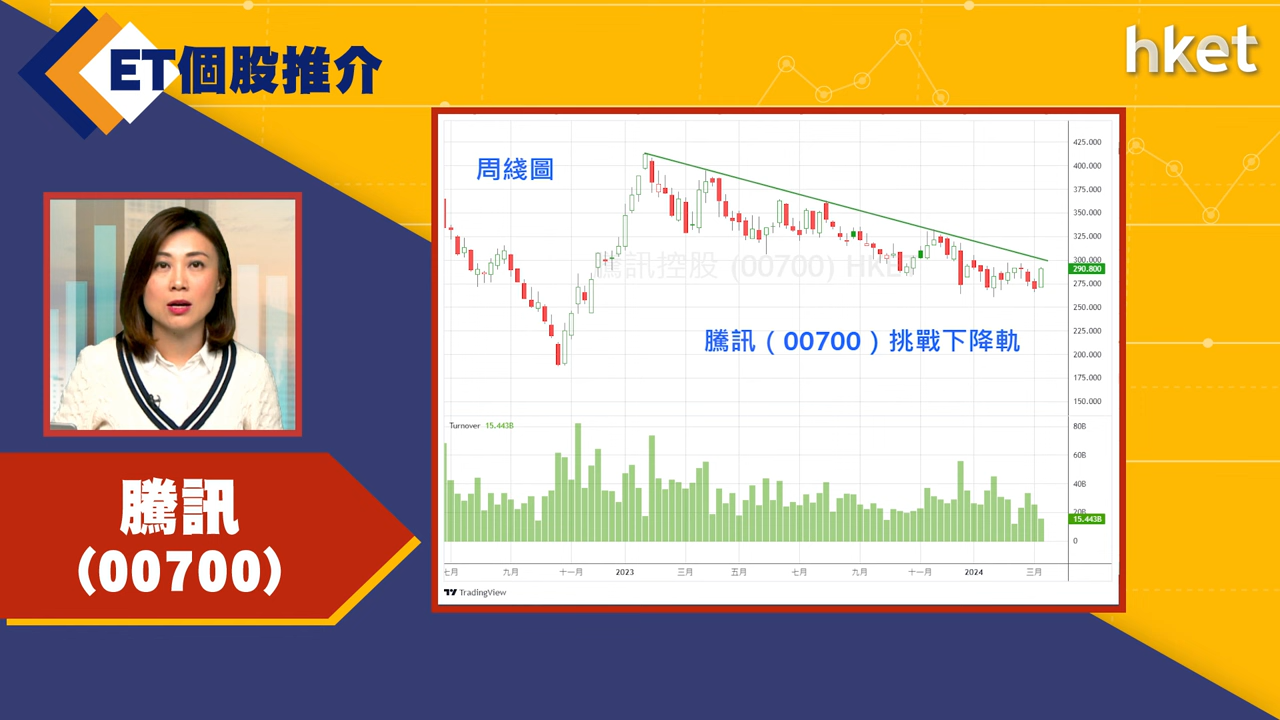 ET個股推介
hket
周綫圖
騰訊控股 (00700) HKE
騰訊（00700）挑戰下降軌
425.000
400.000
375.000
350.000
325.000
300.000
290.800
275.000
250.000
225.000
200.000
175.000
150.000
Turnover 15.443B
80B
60B
40B
20B
15.443B
0
七月 九月 十一月 2023 三月 五月 七月 九月 十一月 2024 三月
TradingView
騰訊
(00700)